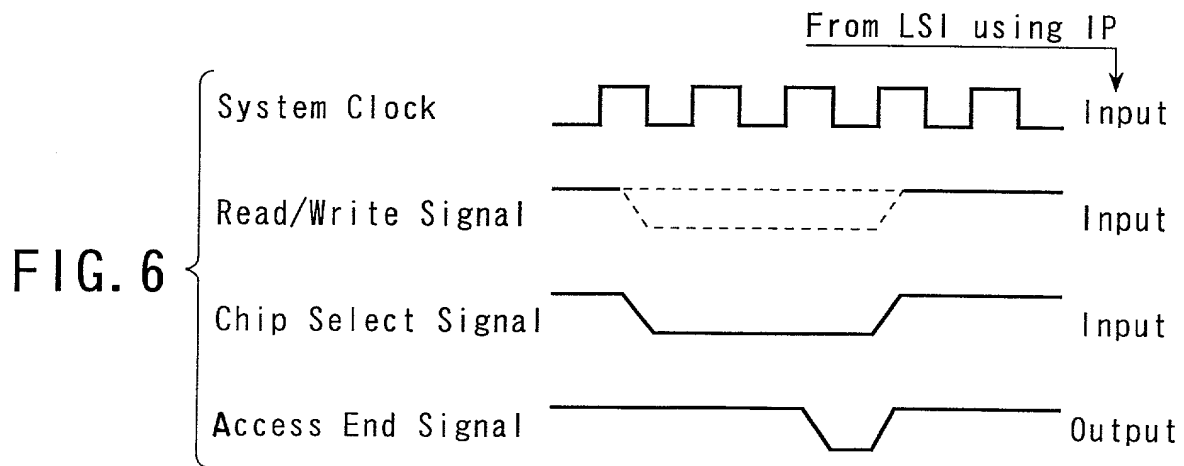 From LSI using IP
System Clock Input
Read/Write Signal Input
FIG. 6
Chip Select Signal Input
Access End Signal Output